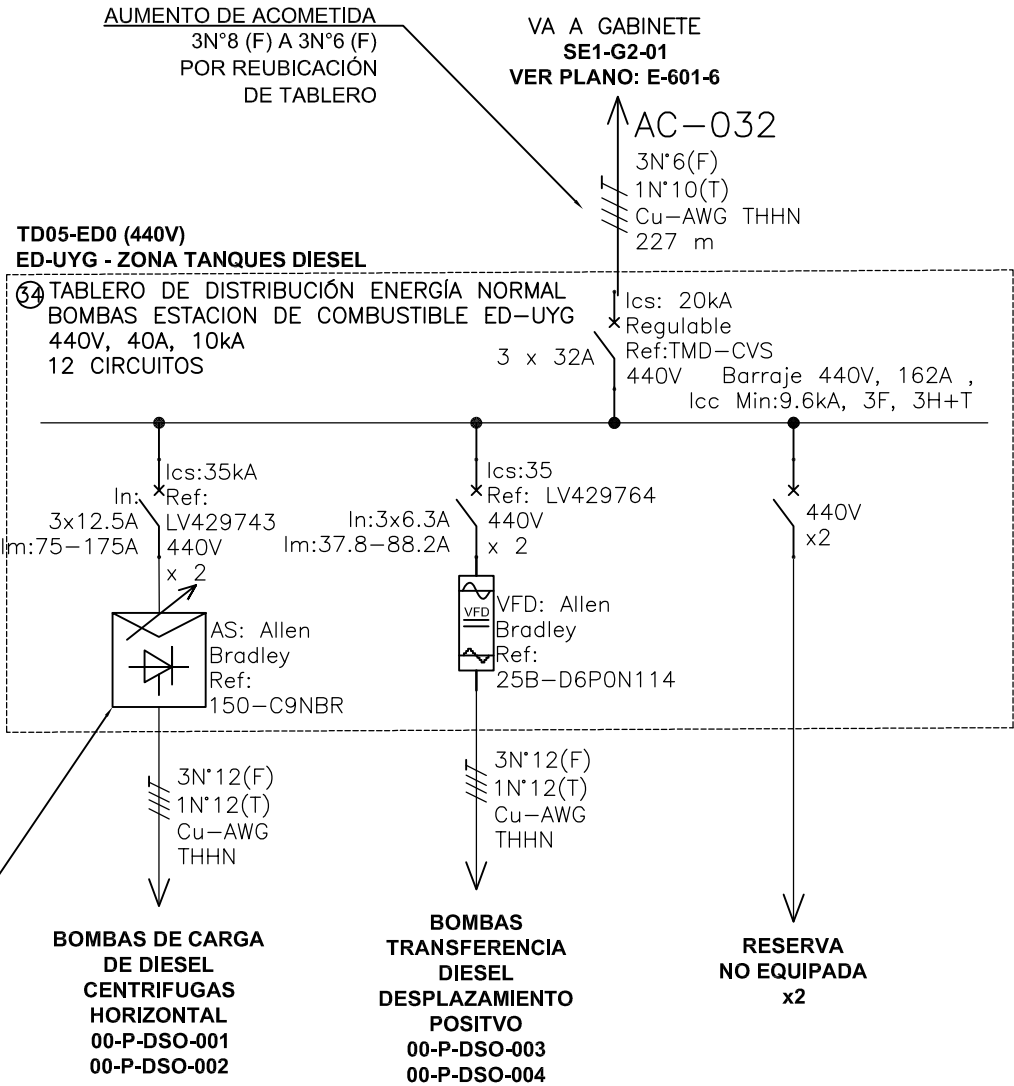 AUMENTO DE ACOMETIDA
3N°8 (F) A 3N°6 (F)
POR REUBICACIÓN
DE TABLERO
VA A GABINETE
SE1-G2-01
VER PLANO: E-601-6
AC-032
3N°6(F)
1N°10(T)
Cu-AWG THHN
227 m
TD05-ED0 (440V)
ED-UYG - ZONA TANQUES DIESEL
34 TABLERO DE DISTRIBUCIÓN ENERGÍA NORMAL
BOMBAS ESTACION DE COMBUSTIBLE ED-UYG
440V, 40A, 10kA
12 CIRCUITOS
3 x 32A
Ics: 20kA
Regulable
Ref:TMD-CVS
440V
Barraje 440V, 162A ,
Icc Min:9.6kA, 3F, 3H+T
In:
3x12.5A
Im:75-175A
Ics:35kA
Ref:
LV429743
440V
x 2
AS: Allen
Bradley
Ref:
150-C9NBR
In:3x6.3A
Im:37.8-88.2A
Ics:35
Ref: LV429764
440V
x 2
VFD
VFD: Allen
Bradley
Ref:
25B-D6P0N114
440V
x2
3N°12(F)
1N°12(T)
Cu-AWG
THHN
3N°12(F)
1N°12(T)
Cu-AWG
THHN
BOMBAS DE CARGA
DE DIESEL
CENTRIFUGAS
HORIZONTAL
00-P-DSO-001
00-P-DSO-002
BOMBAS
TRANSFERENCIA
DIESEL
DESPLAZAMIENTO
POSITVO
00-P-DSO-003
00-P-DSO-004
RESERVA
NO EQUIPADA
x2